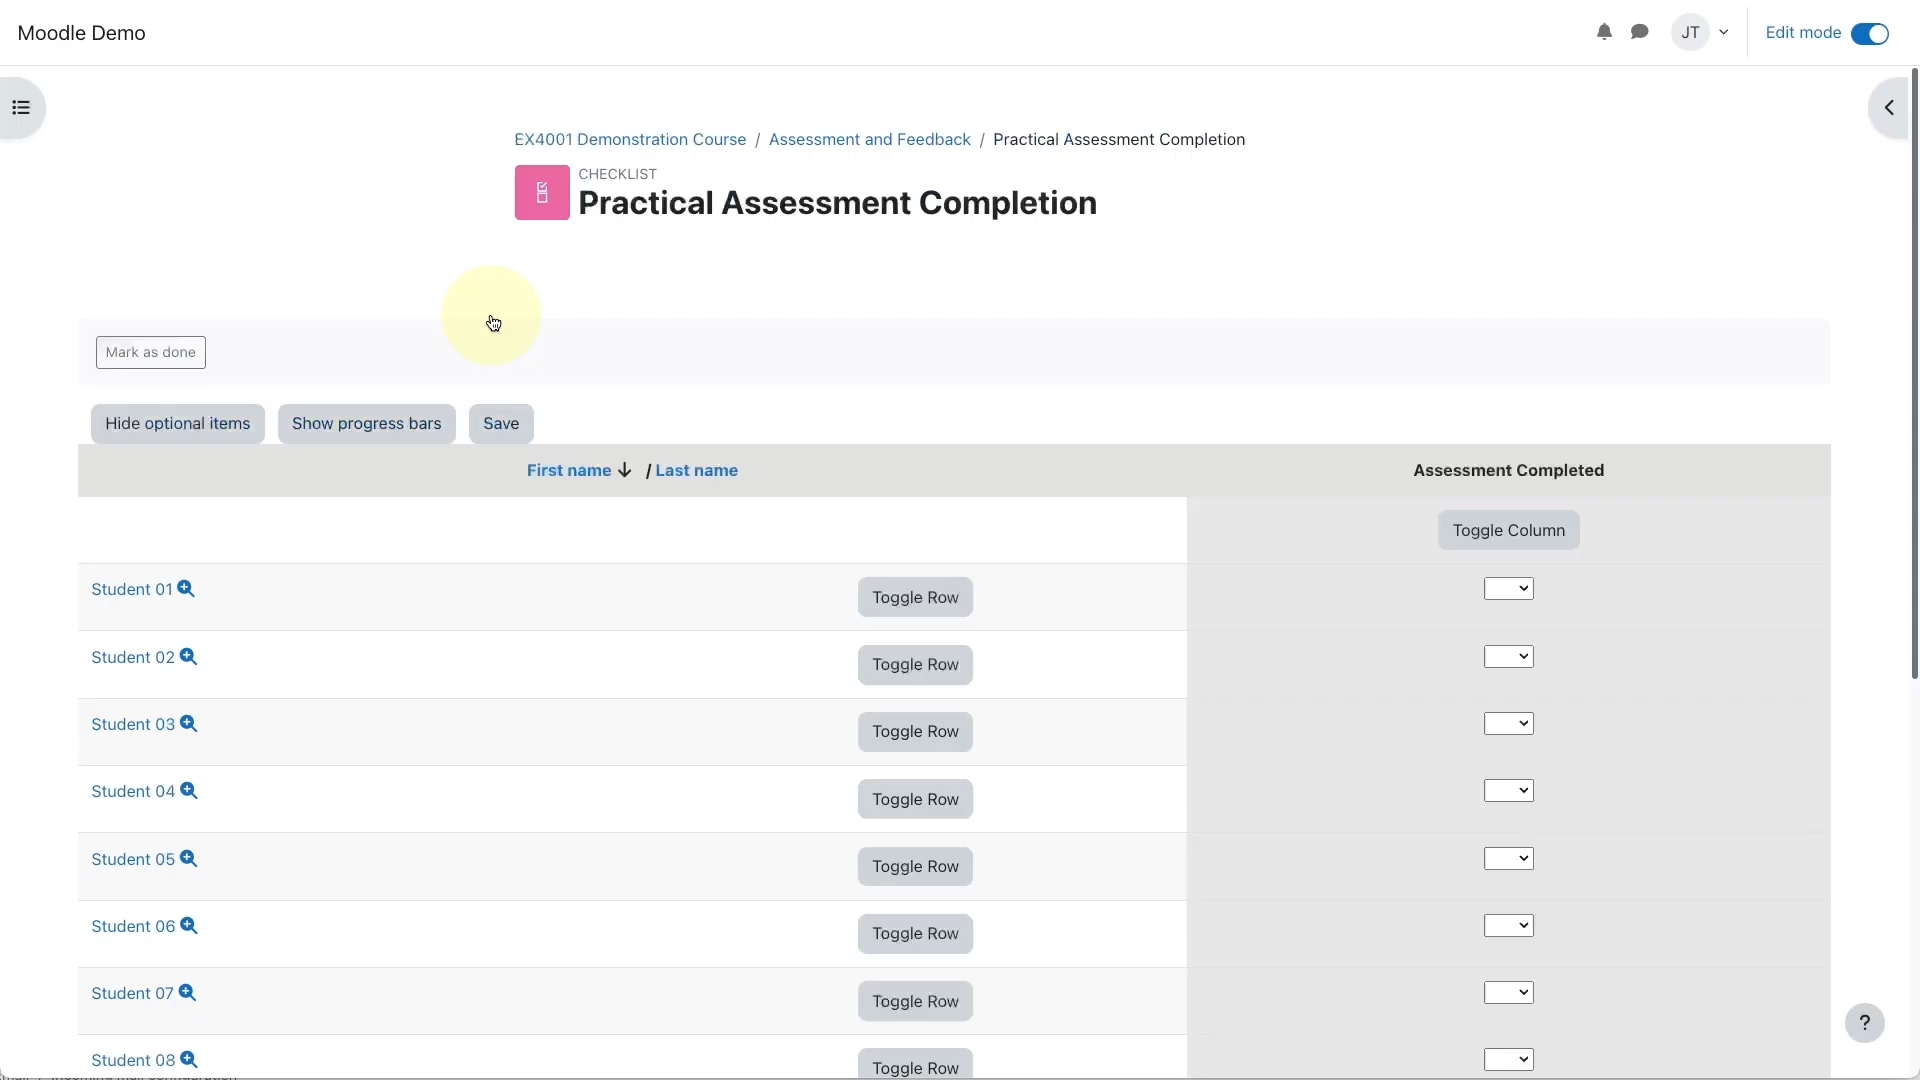 Moodle Demo
JT
Edit mode
EX4001 Demonstration Course / Assessment and Feedback / Practical Assessment Completion
CHECKLIST
Practical Assessment Completion
Mark as done
Hide optional items
Show progress bars
Save
First name / Last name
Assessment Completed
Toggle Column
Student 01
Toggle Row
Student 02
Toggle Row
Student 03
Toggle Row
Student 04
Toggle Row
Student 05
Toggle Row
Student 06
Toggle Row
Student 07
Toggle Row
?
Student 08
Toggle Row